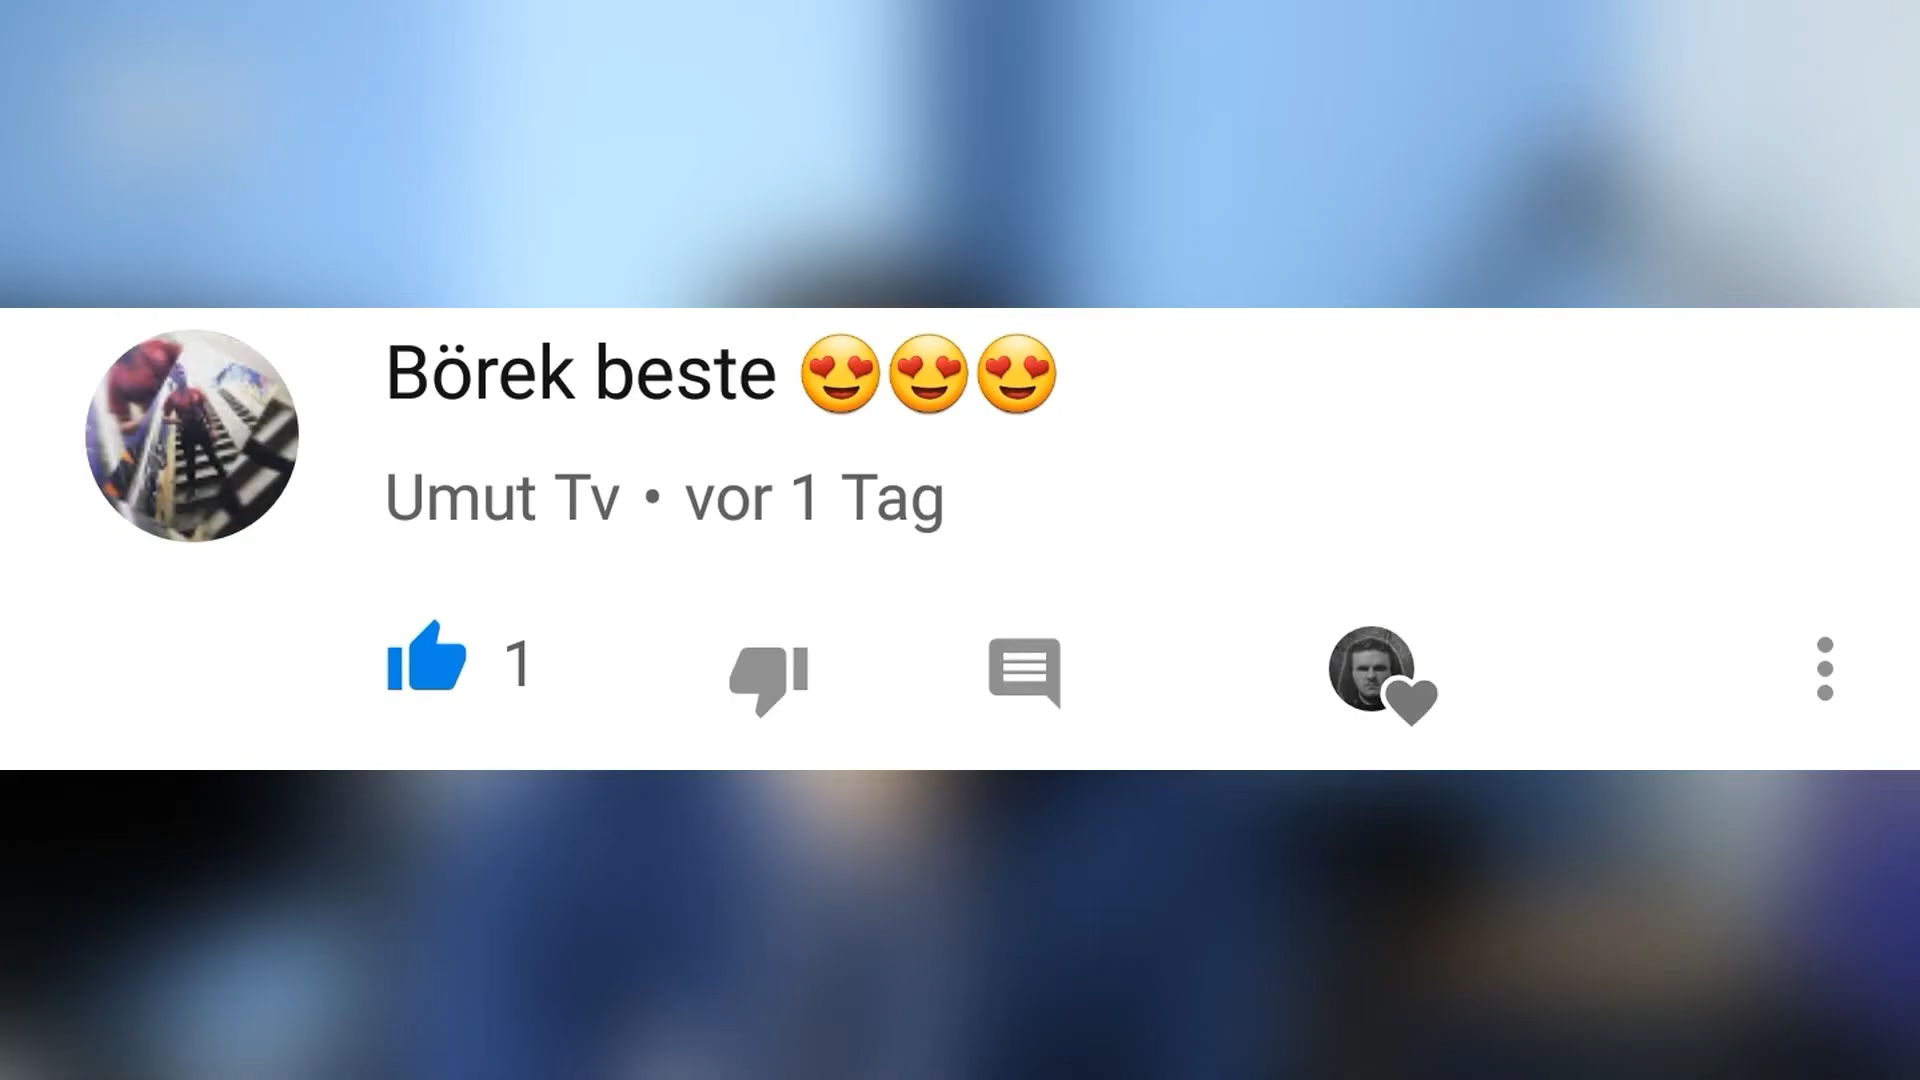 Börek beste 😍😍😍
Umut Tv • vor 1 Tag
1